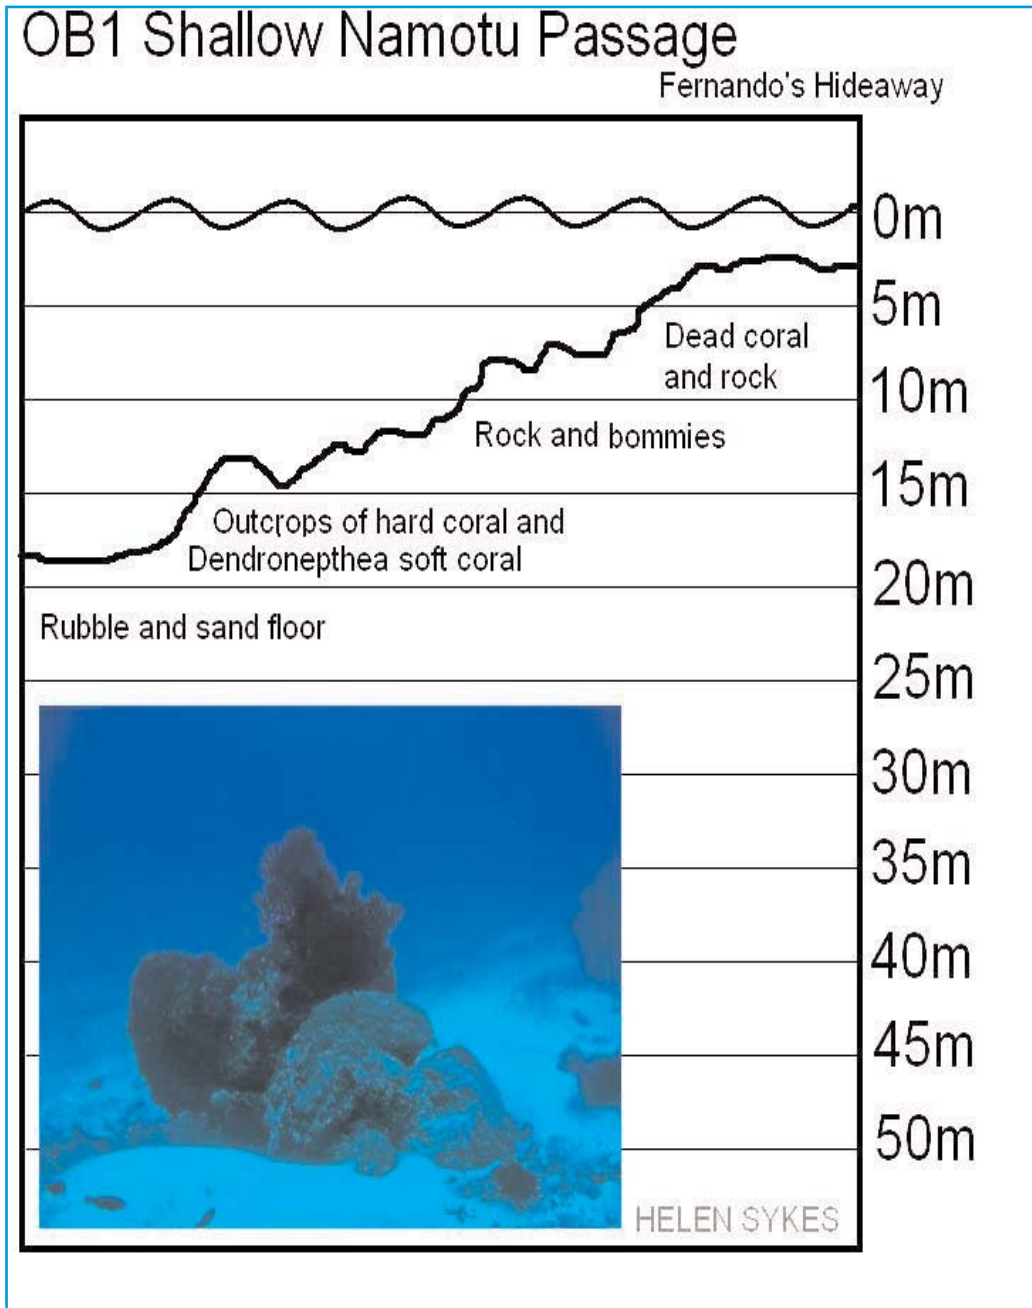 OB1 Shallow Namotu Passage
Fernando's Hideaway
0m
5m
Dead coral
and rock
10m
Rock and bommies
15m
Outcrops of hard coral and
Dendronepthea soft coral
20m
Rubble and sand floor
25m
30m
35m
40m
45m
50m
HELEN SYKES